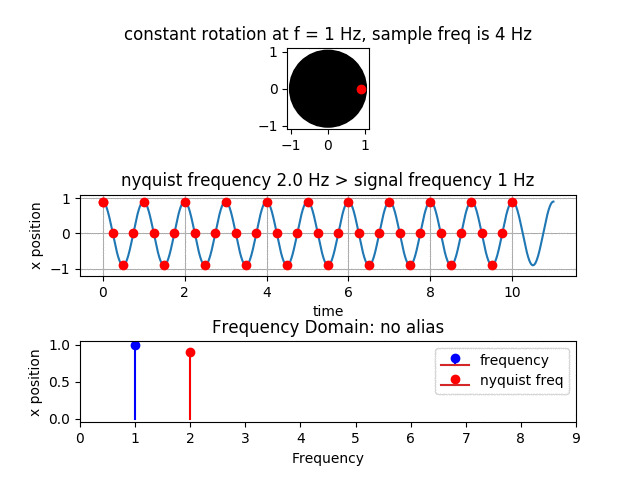 constant rotation at f = 1 Hz, sample freq is 4 Hz
1
0
−1
−1 0 1
nyquist frequency 2.0 Hz > signal frequency 1 Hz
x position
1
0
−1
0 2 4 6 8 10
time
Frequency Domain: no alias
x position
1.0
0.5
0.0
frequency
nyquist freq
0 1 2 3 4 5 6 7 8 9
Frequency